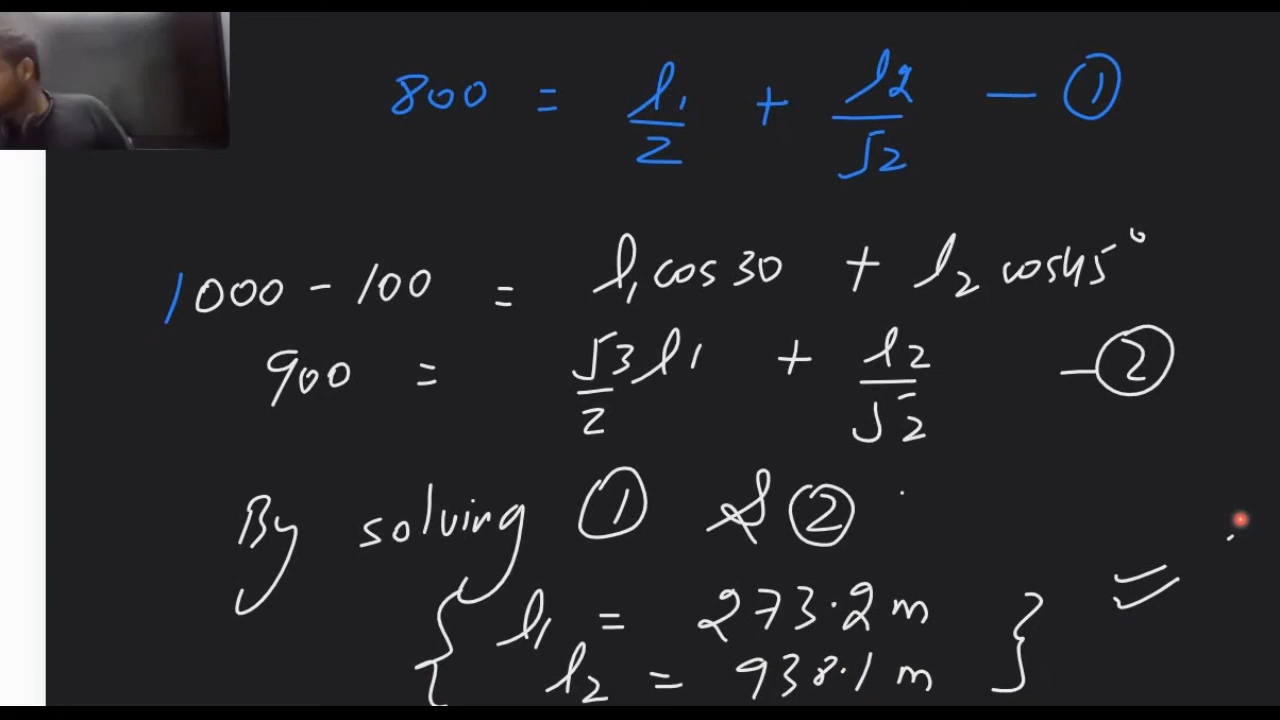 800 = l₁/2 + l₂/√2 — ①
1000 - 100 = l₁ cos 30 + l₂ cos 45°
900 = √3/2 l₁ + l₂/√2 — ②
By solving ① & ②
{ l₁ = 273.2 m
l₂ = 938.1 m }